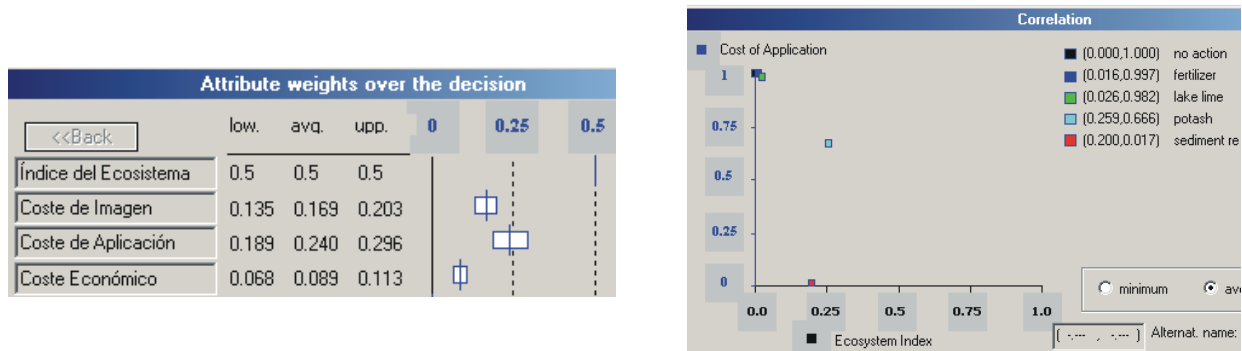 Attribute weights over the decision
<<Back low. avg. upp. 0 0.25 0.5
Índice del Ecosistema 0.5 0.5 0.5
Coste de Imagen 0.135 0.169 0.203
Coste de Aplicación 0.189 0.240 0.296
Coste Económico 0.068 0.089 0.113
Correlation
Cost of Application
1
0.75
0.5
0.25
0
0.0 0.25 0.5 0.75 1.0
Ecosystem Index
(0.000,1.000) no action
(0.016,0.997) fertilizer
(0.026,0.982) lake lime
(0.259,0.666) potash
(0.200,0.017) sediment re
minimum ave
( -.--- , -.--- ) Alternat. name: